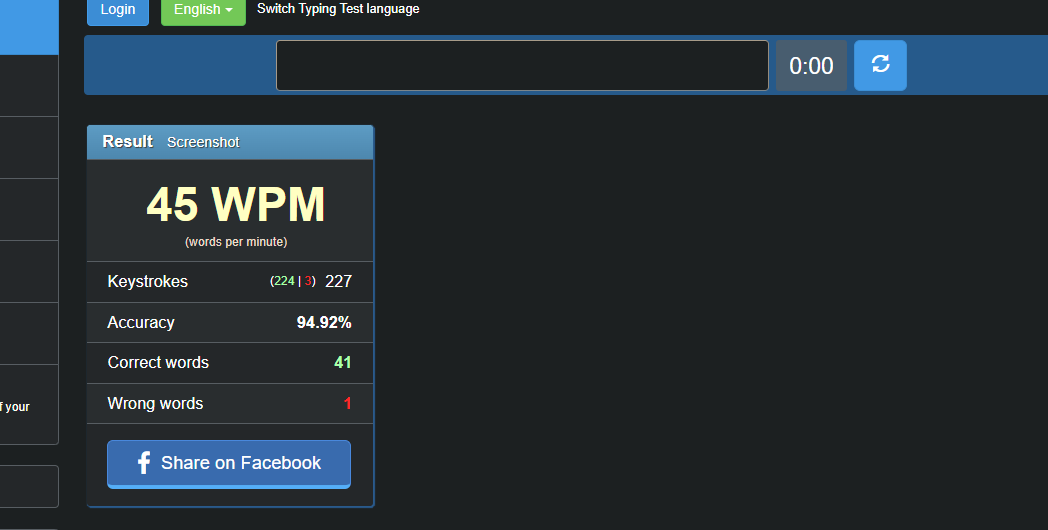 Login English Switch Typing Test language
0:00
Result Screenshot
45 WPM
(words per minute)
Keystrokes (224 | 3) 227
Accuracy 94.92%
Correct words 41
Wrong words 1
f your
Share on Facebook